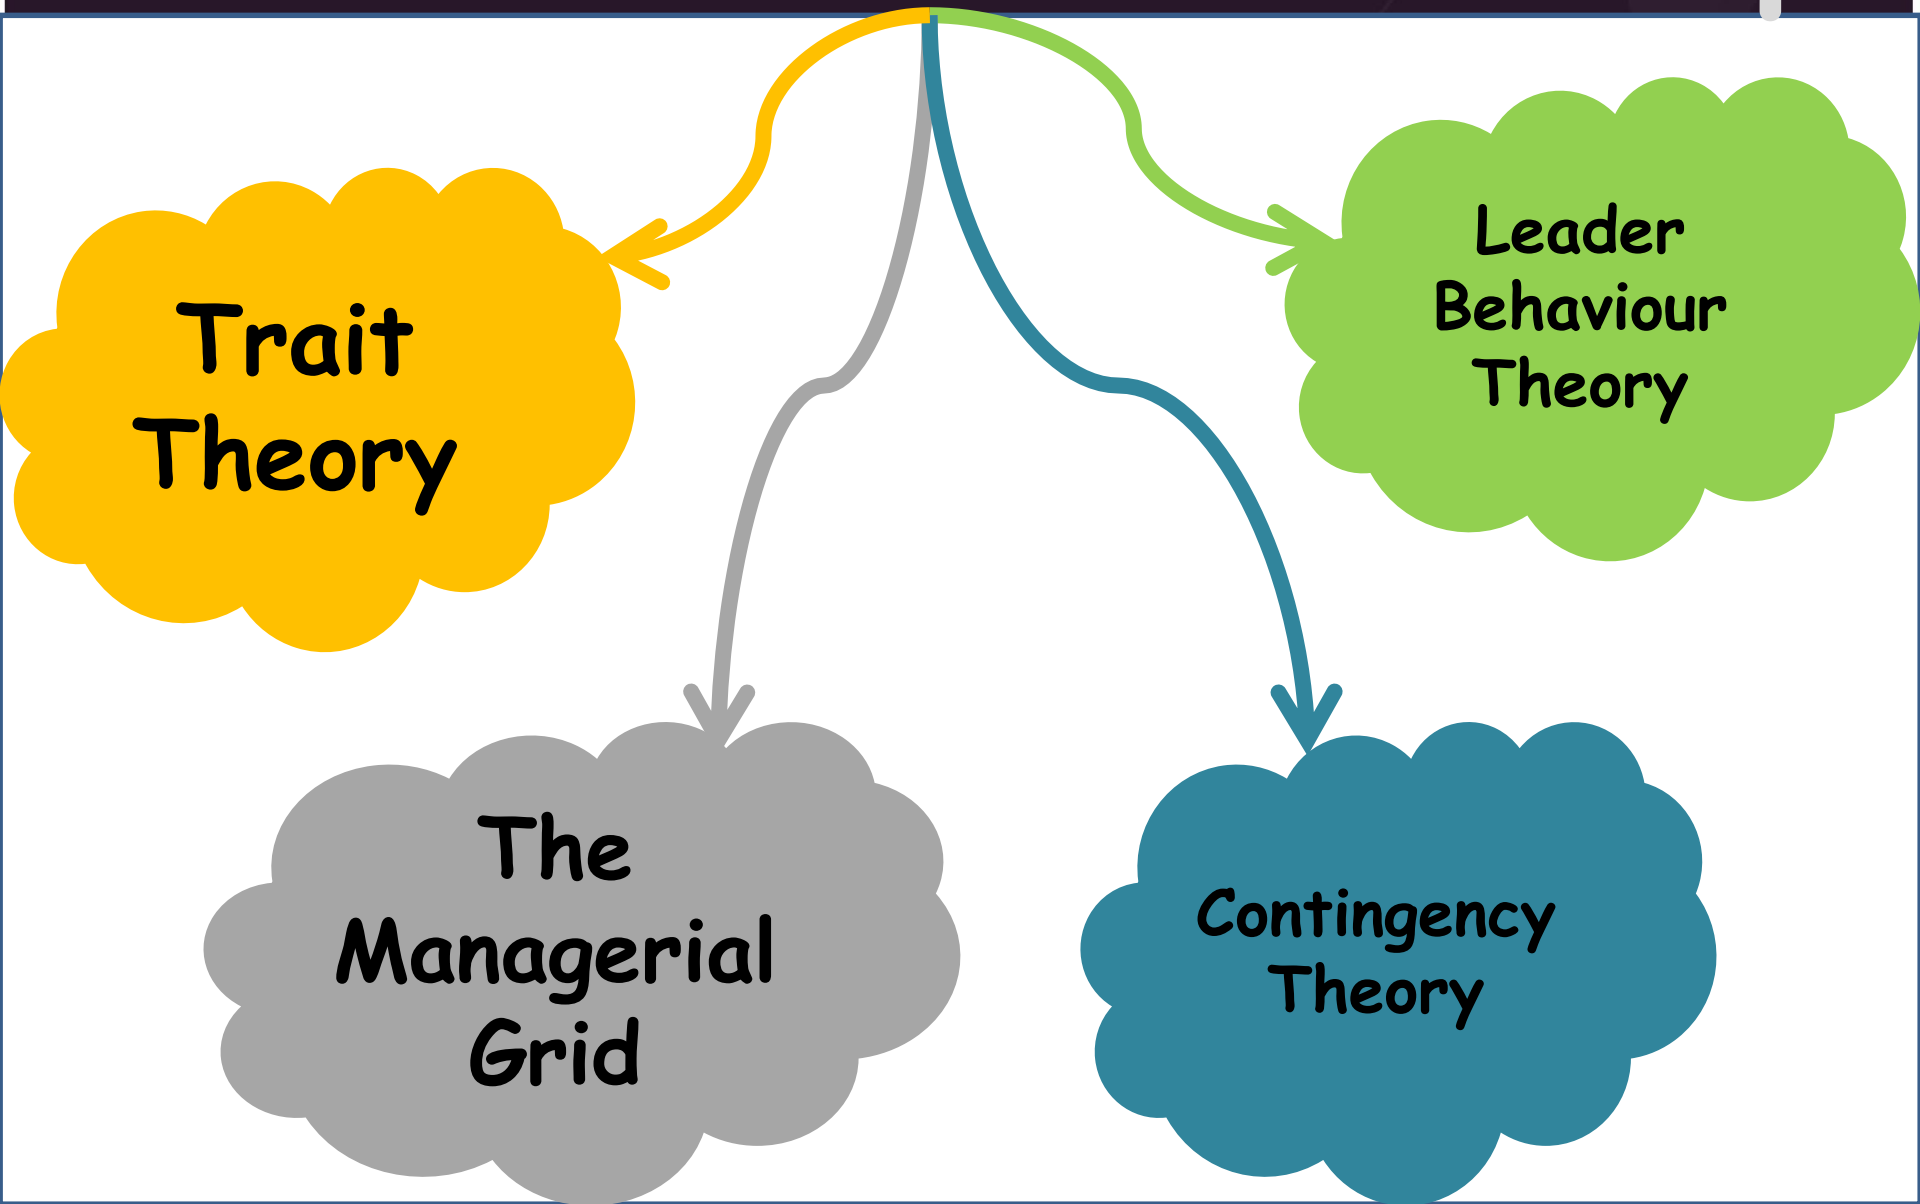 Trait
Theory
Leader
Behaviour
Theory
The
Managerial
Grid
Contingency
Theory